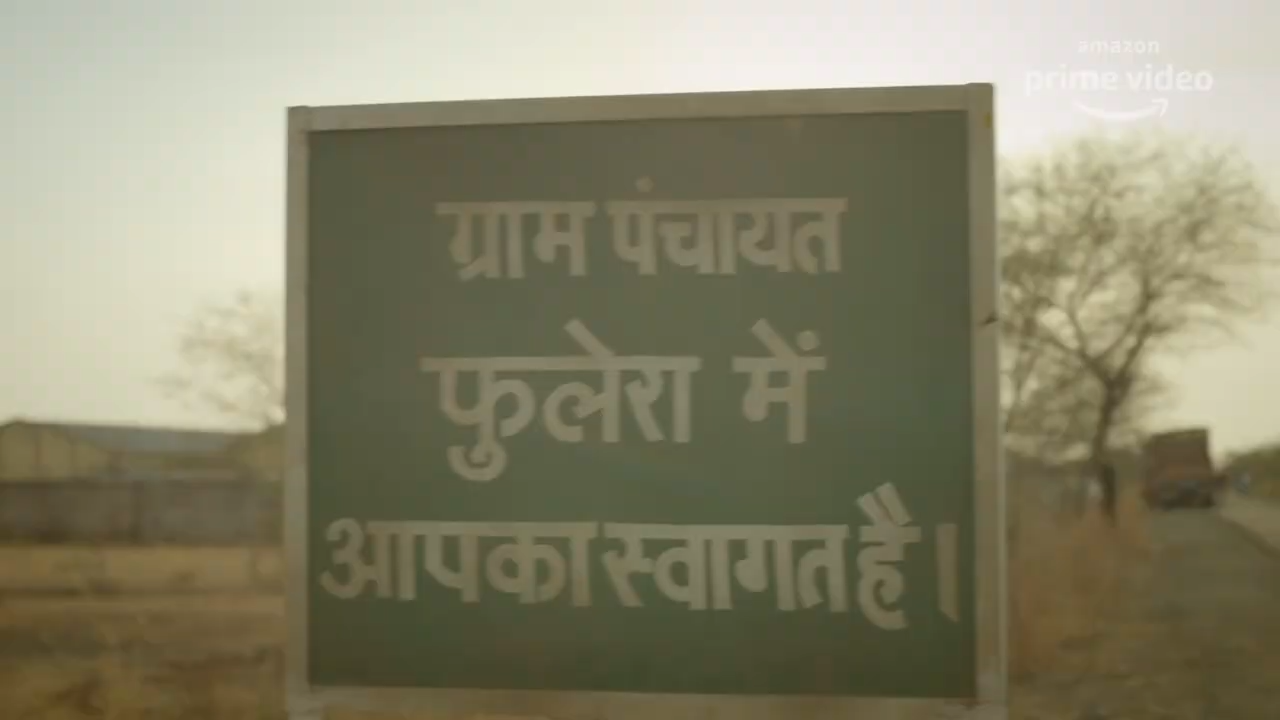 amazon
prime video
ग्राम पंचायत
फुलेरा में
आपका स्वागत है।